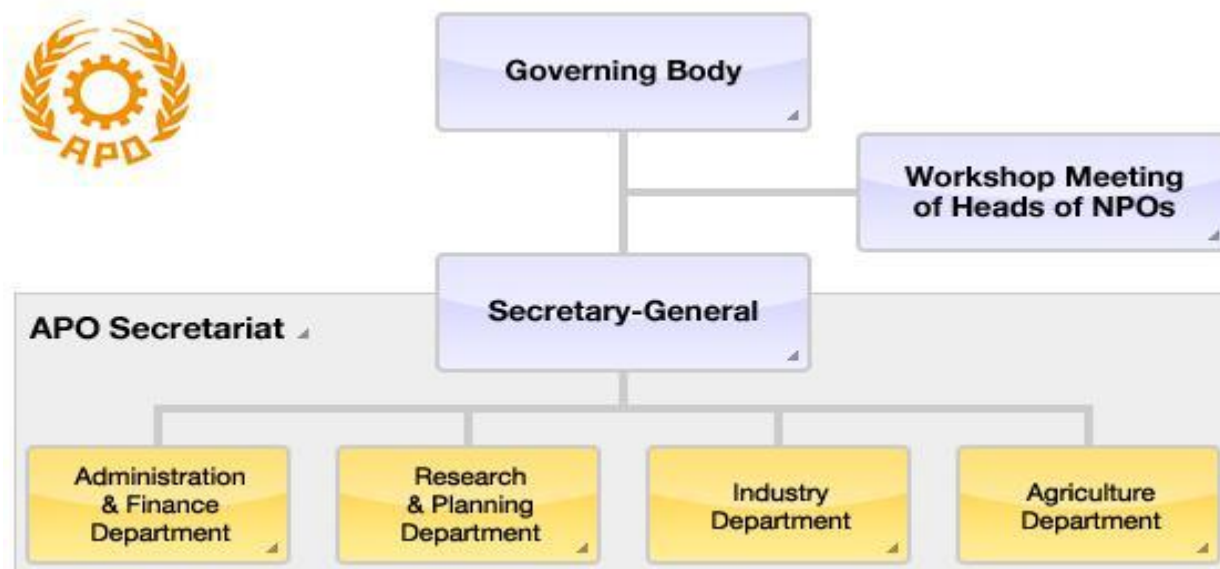 APO
Governing Body
Workshop Meeting
of Heads of NPOs
Secretary-General
APO Secretariat
Administration
& Finance
Department
Research
& Planning
Department
Industry
Department
Agriculture
Department